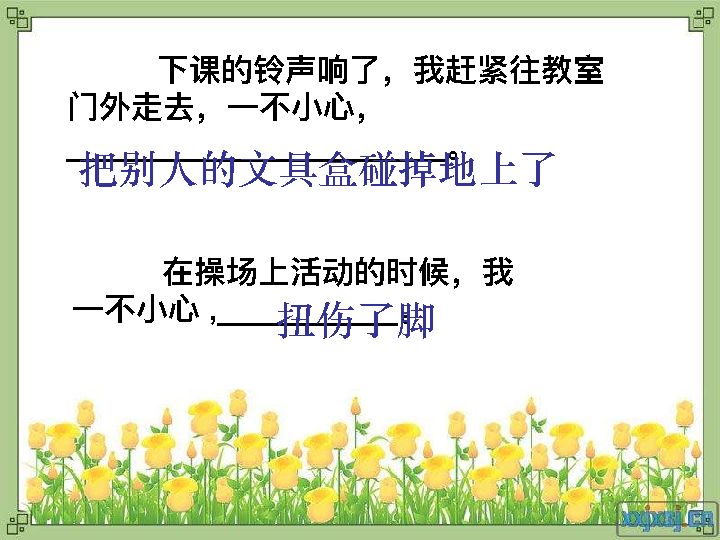 下课的铃声响了，我赶紧往教室
门外走去，一不小心，
________________________。
把别人的文具盒碰掉地上了
在操场上活动的时候，我
一不小心，____________。
扭伤了脚